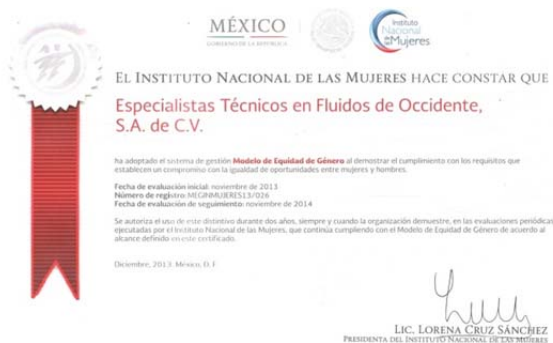 MÉXICO
GOBIERNO DE LA REPÚBLICA
Instituto
Nacional
de las
Mujeres
EL INSTITUTO NACIONAL DE LAS MUJERES HACE CONSTAR QUE
Especialistas Técnicos en Fluidos de Occidente,
S.A. de C.V.
ha adoptado el sistema de gestión Modelo de Equidad de Género al demostrar el cumplimiento con los requisitos que
establecen un compromiso con la igualdad de oportunidades entre mujeres y hombres.
Fecha de evaluación inicial: noviembre de 2013
Número de registro: MEGINMUJERES13/026
Fecha de evaluación de seguimiento: noviembre de 2014
Se autoriza el uso de este distintivo durante dos años, siempre y cuando la organización demuestre, en las evaluaciones periódicas
ejecutadas por el Instituto Nacional de las Mujeres, que continúa cumpliendo con el Modelo de Equidad de Género de acuerdo al
alcance definido en este certificado.
Diciembre, 2013. México, D. F.
LIC. LORENA CRUZ SÁNCHEZ
PRESIDENTA DEL INSTITUTO NACIONAL DE LAS MUJERES